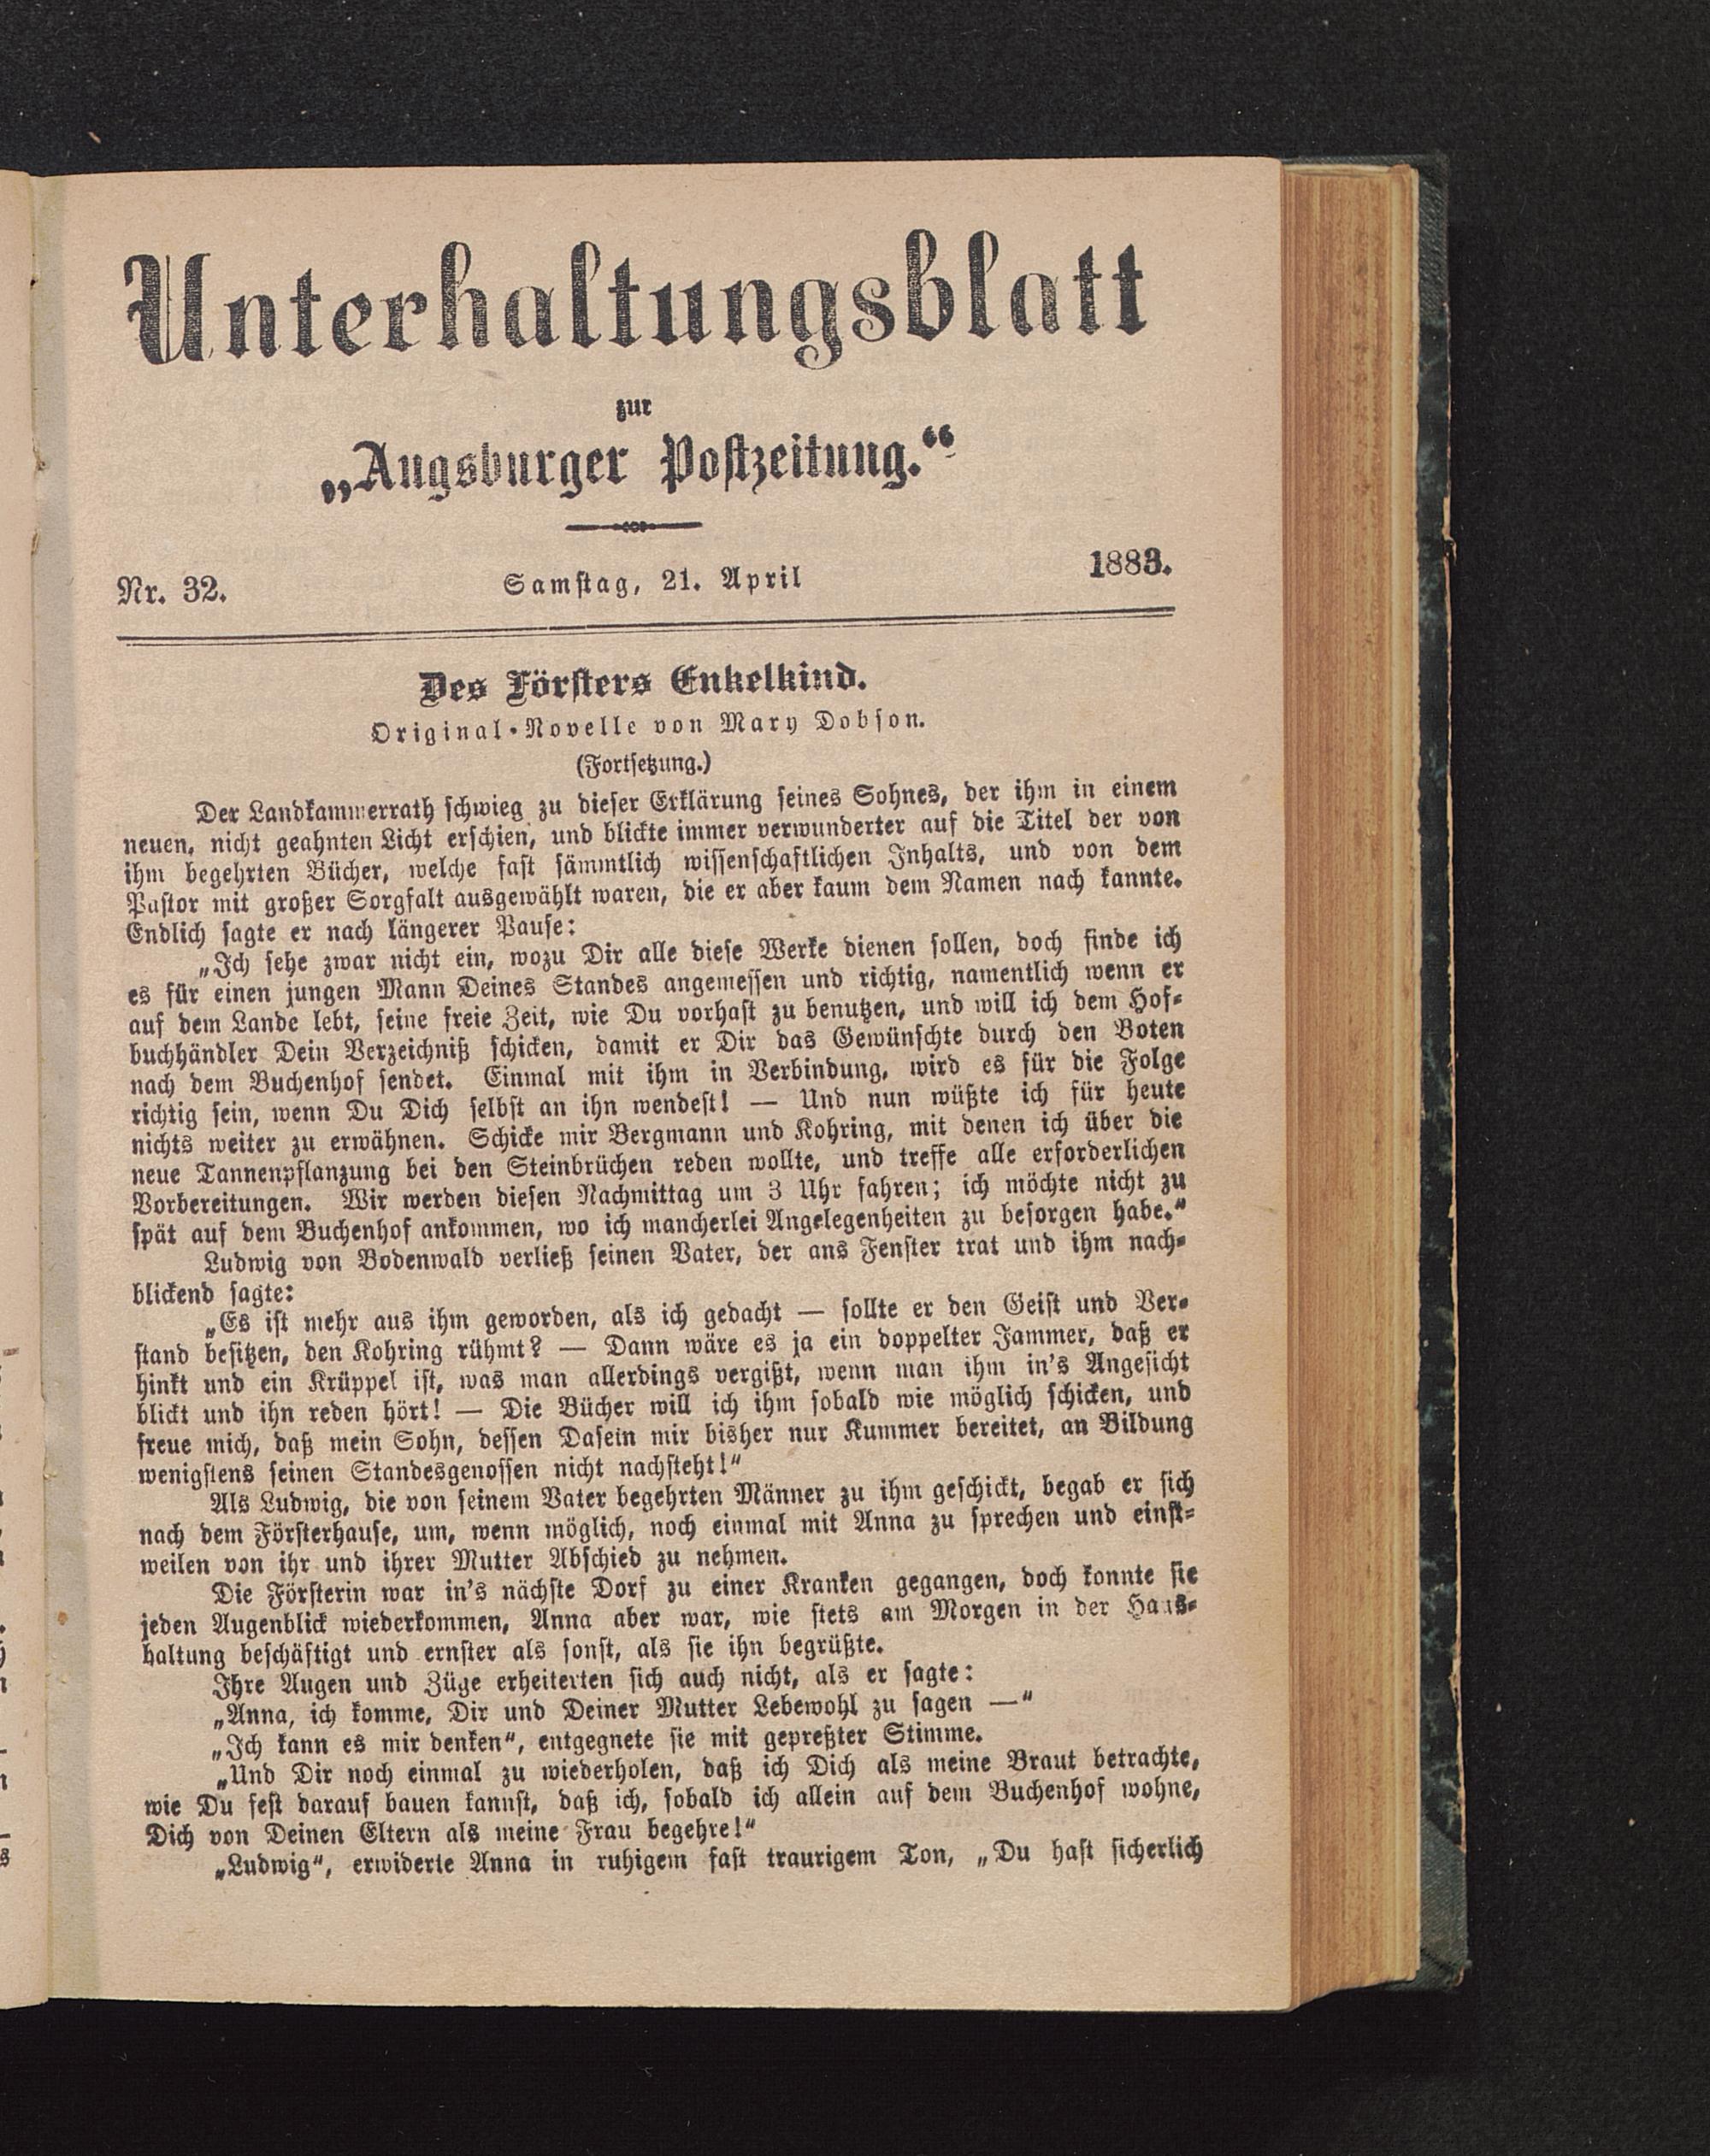 Unterhaltungsblatt
zur
„Augsburger Postzeitung.“
Nr. 32. Samstag, 21. April 1883.
Des Försters Enkelkind.
Original-Novelle von Mary Dobson.
(Fortsetzung.)
Der Landkammerrath schwieg zu dieser Erklärung seines Sohnes, der ihm in einem
neuen, nicht geahnten Licht erschien, und blickte immer verwunderter auf die Titel der von
ihm begehrten Bücher, welche fast sämmtlich wissenschaftlichen Inhalts, und von dem
Pastor mit großer Sorgfalt ausgewählt waren, die er aber kaum dem Namen nach kannte.
Endlich sagte er nach längerer Pause:
„Ich sehe zwar nicht ein, wozu Dir alle diese Werke dienen sollen, doch finde ich
es für einen jungen Mann Deines Standes angemessen und richtig, namentlich wenn er
auf dem Lande lebt, seine freie Zeit, wie Du vorhast zu benutzen, und will ich dem Hof-
buchhändler Dein Verzeichniß schicken, damit er Dir das Gewünschte durch den Boten
nach dem Buchenhof sendet. Einmal mit ihm in Verbindung, wird es für die Folge
richtig sein, wenn Du Dich selbst an ihn wendest! — Und nun wüßte ich für heute
nichts weiter zu erwähnen. Schicke mir Bergmann und Kohring, mit denen ich über die
neue Tannenpflanzung bei den Steinbrüchen reden wollte, und treffe alle erforderlichen
Vorbereitungen. Wir werden diesen Nachmittag um 3 Uhr fahren; ich möchte nicht zu
spät auf dem Buchenhof ankommen, wo ich mancherlei Angelegenheiten zu besorgen habe.“
Ludwig von Bodenwald verließ seinen Vater, der ans Fenster trat und ihm nach-
blickend sagte:
„Es ist mehr aus ihm geworden, als ich gedacht — sollte er den Geist und Ver-
stand besitzen, den Kohring rühmt? — Dann wäre es ja ein doppelter Jammer, daß er
hinkt und ein Krüppel ist, was man allerdings vergißt, wenn man ihm in's Angesicht
blickt und ihn reden hört! — Die Bücher will ich ihm sobald wie möglich schicken, und
freue mich, daß mein Sohn, dessen Dasein mir bisher nur Kummer bereitet, an Bildung
wenigstens seinen Standesgenossen nicht nachsteht!“
Als Ludwig, die von seinem Vater begehrten Männer zu ihm geschickt, begab er sich
nach dem Försterhause, um, wenn möglich, noch einmal mit Anna zu sprechen und einst-
weilen von ihr und ihrer Mutter Abschied zu nehmen.
Die Försterin war in's nächste Dorf zu einer Kranken gegangen, doch konnte sie
jeden Augenblick wiederkommen, Anna aber war, wie stets am Morgen in der Haus-
haltung beschäftigt und ernster als sonst, als sie ihn begrüßte.
Ihre Augen und Züge erheiterten sich auch nicht, als er sagte:
„Anna, ich komme, Dir und Deiner Mutter Lebewohl zu sagen —“
„Ich kann es mir denken“, entgegnete sie mit gepreßter Stimme.
„Und Dir noch einmal zu wiederholen, daß ich Dich als meine Braut betrachte,
wie Du fest darauf bauen kannst, daß ich, sobald ich allein auf dem Buchenhof wohne,
Dich von Deinen Eltern als meine Frau begehre!“
„Ludwig“, erwiderte Anna in ruhigem fast traurigem Ton, „Du hast sicherlich